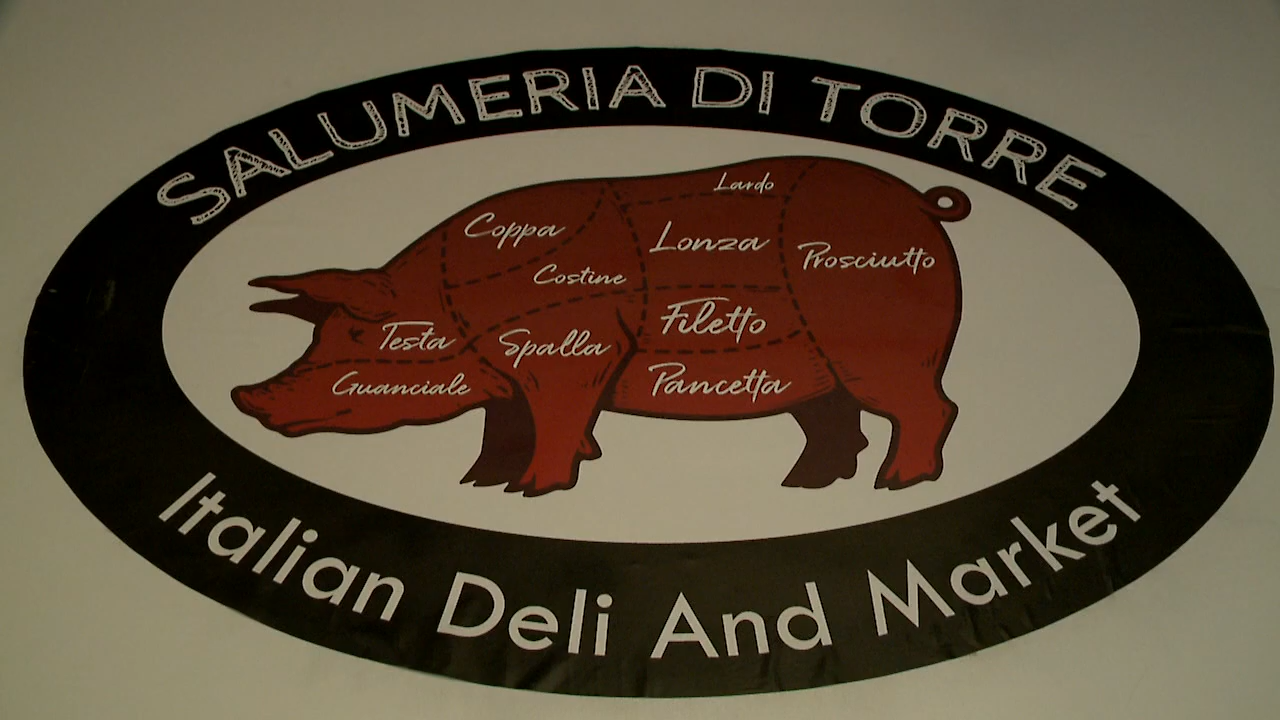 SALUMERIA DI TORRE
Lardo
Coppa
Lonza
Prosciutto
Costine
Filetto
Testa
Spalla
Guanciale
Pancetta
Italian Deli And Market